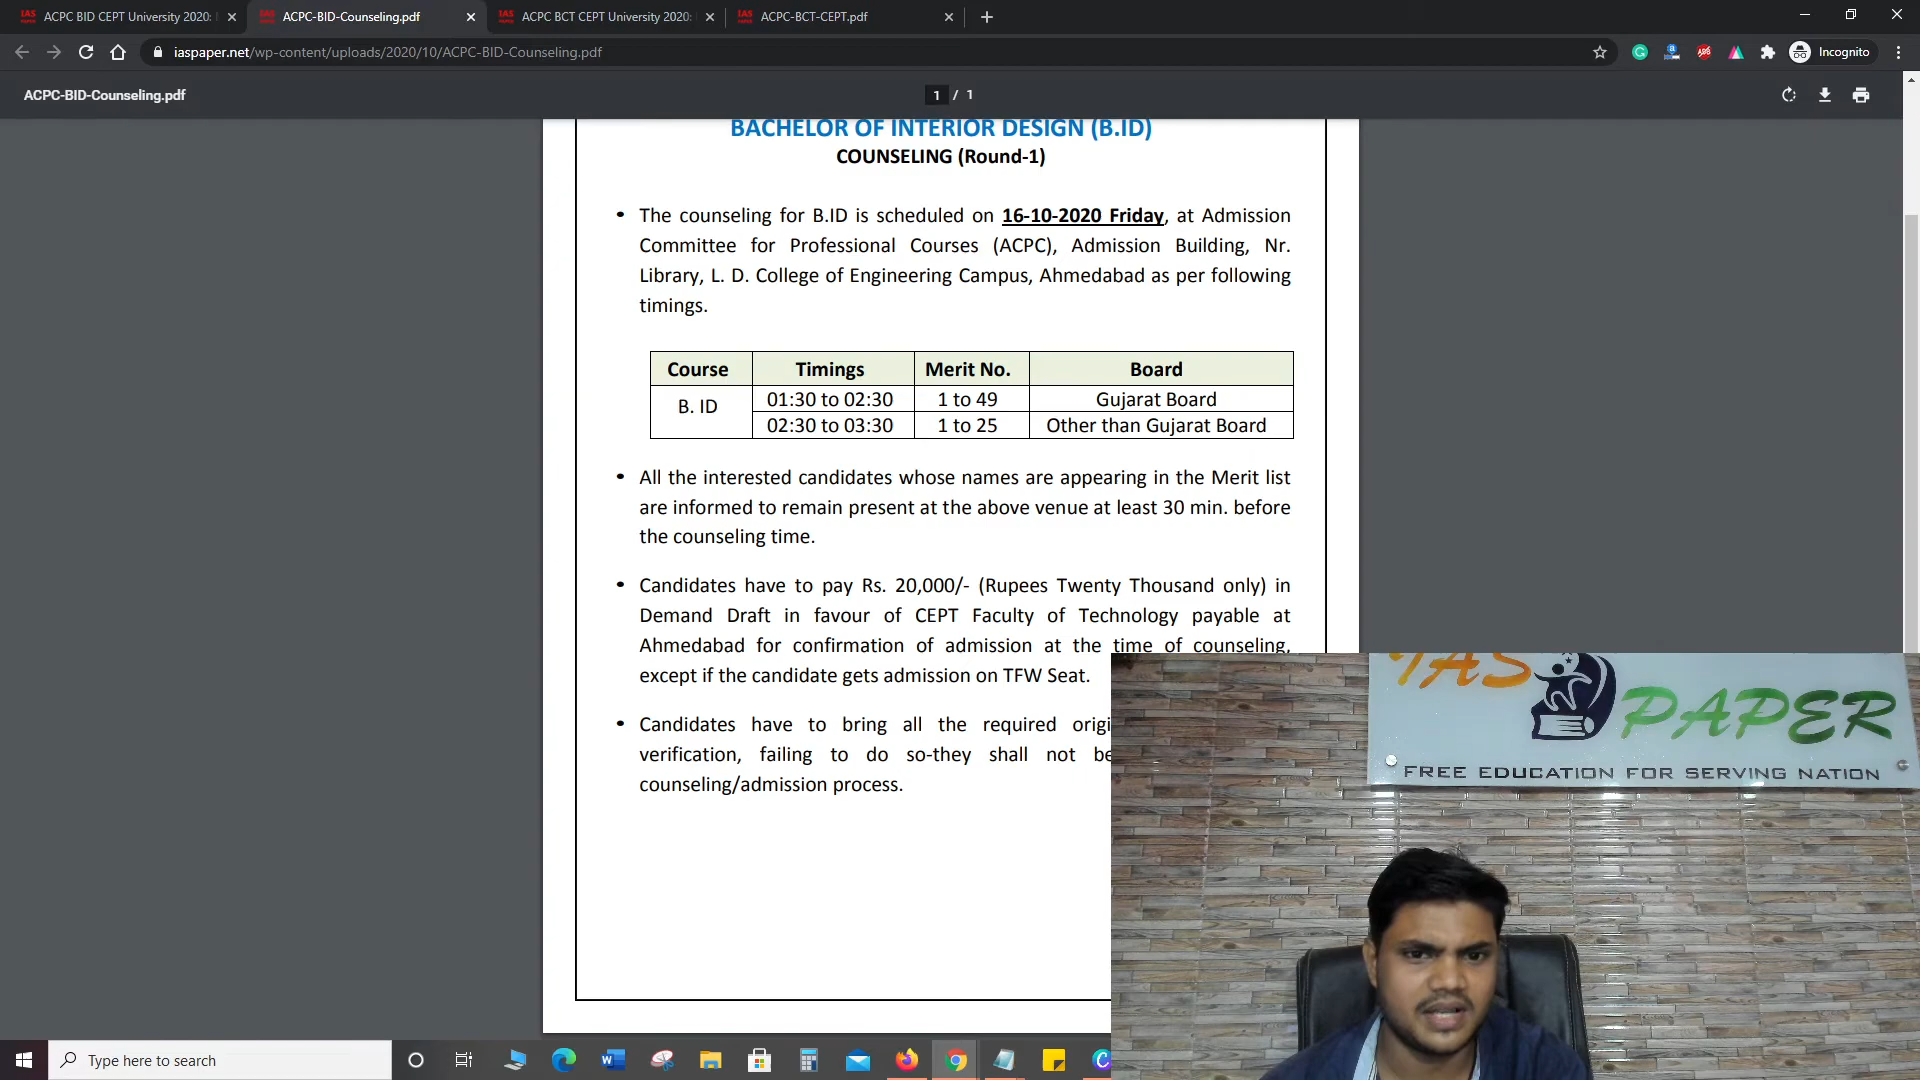 ACPC BID CEPT University 2020:
ACPC-BID-Counseling.pdf
ACPC BCT CEPT University 2020:
ACPC-BCT-CEPT.pdf
iaspaper.net/wp-content/uploads/2020/10/ACPC-BID-Counseling.pdf
Incognito
ACPC-BID-Counseling.pdf
1 / 1
BACHELOR OF INTERIOR DESIGN (B.ID)
COUNSELING (Round-1)
• The counseling for B.ID is scheduled on 16-10-2020 Friday, at Admission
Committee for Professional Courses (ACPC), Admission Building, Nr.
Library, L. D. College of Engineering Campus, Ahmedabad as per following
timings.
Course Timings Merit No. Board
B. ID 01:30 to 02:30 1 to 49 Gujarat Board
02:30 to 03:30 1 to 25 Other than Gujarat Board
• All the interested candidates whose names are appearing in the Merit list
are informed to remain present at the above venue at least 30 min. before
the counseling time.
• Candidates have to pay Rs. 20,000/- (Rupees Twenty Thousand only) in
Demand Draft in favour of CEPT Faculty of Technology payable at
Ahmedabad for confirmation of admission at the time of counseling,
except if the candidate gets admission on TFW Seat.
• Candidates have to bring all the required origi
verification, failing to do so-they shall not be
counseling/admission process.
IAS PAPER
FREE EDUCATION FOR SERVING NATION
Type here to search